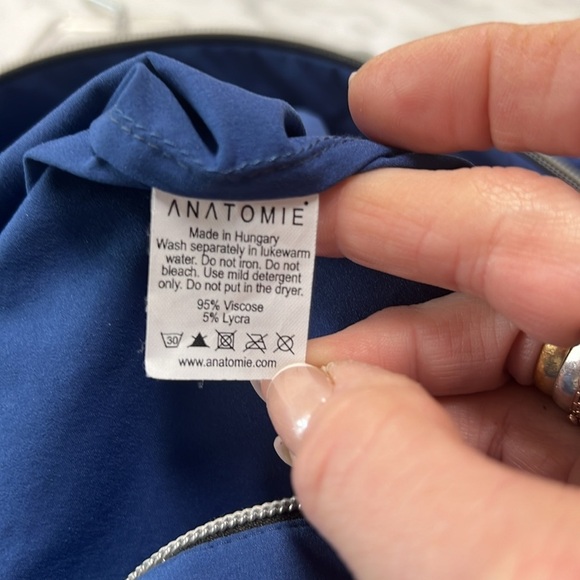 ANATOMIE
Made in Hungary
Wash separately in lukewarm
water. Do not iron. Do not
bleach. Use mild detergent
only. Do not put in the dryer.
95% Viscose
5% Lycra
30
www.anatomie.com